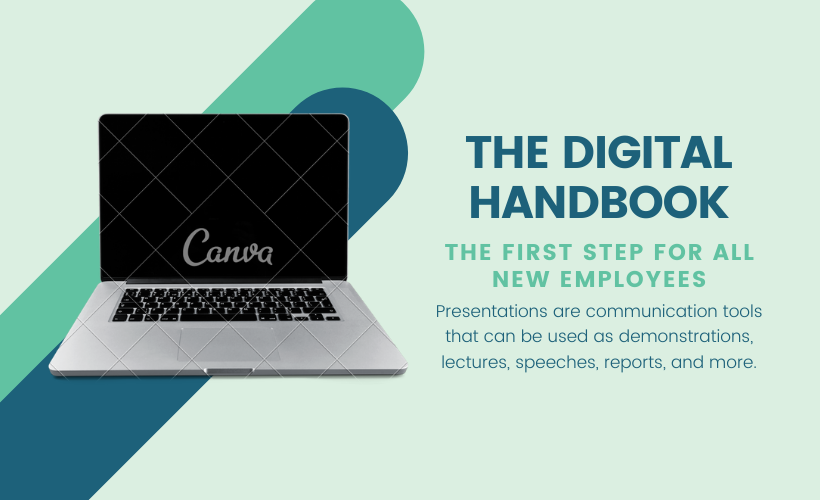 Canva
THE DIGITAL
HANDBOOK
THE FIRST STEP FOR ALL
NEW EMPLOYEES
Presentations are communication tools
that can be used as demonstrations,
lectures, speeches, reports, and more.